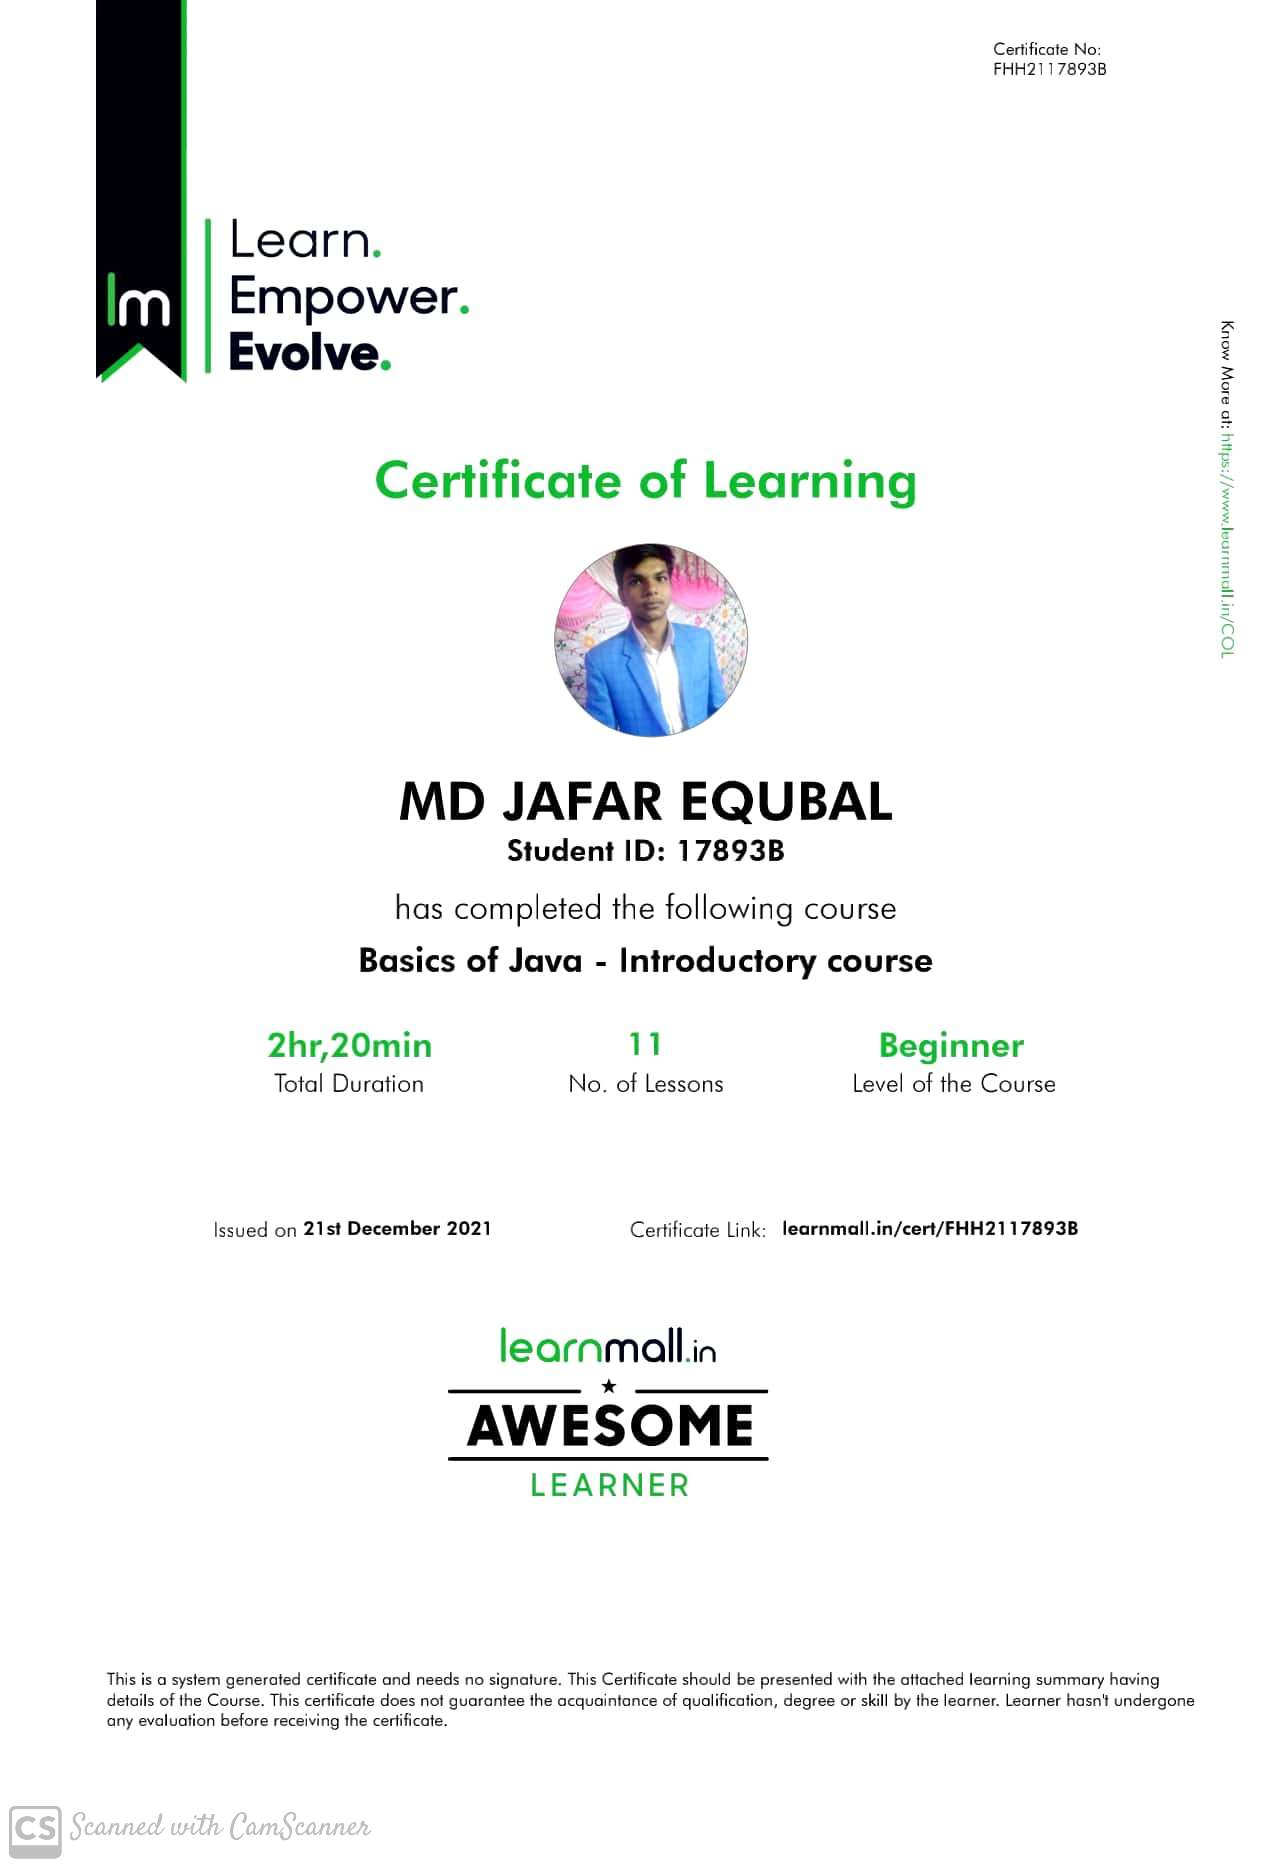 Certificate No:
FHH2117893B
Learn.
Empower.
Evolve.
lm
Know More at: https://www.learnmall.in/COL
Certificate of Learning
MD JAFAR EQUBAL
Student ID: 17893B
has completed the following course
Basics of Java - Introductory course
2hr,20min 11 Beginner
Total Duration No. of Lessons Level of the Course
Issued on 21st December 2021 Certificate Link: learnmall.in/cert/FHH2117893B
learnmall.in
AWESOME
LEARNER
This is a system generated certificate and needs no signature. This Certificate should be presented with the attached learning summary having
details of the Course. This certificate does not guarantee the acquaintance of qualification, degree or skill by the learner. Learner hasn't undergone
any evaluation before receiving the certificate.
CS Scanned with CamScanner